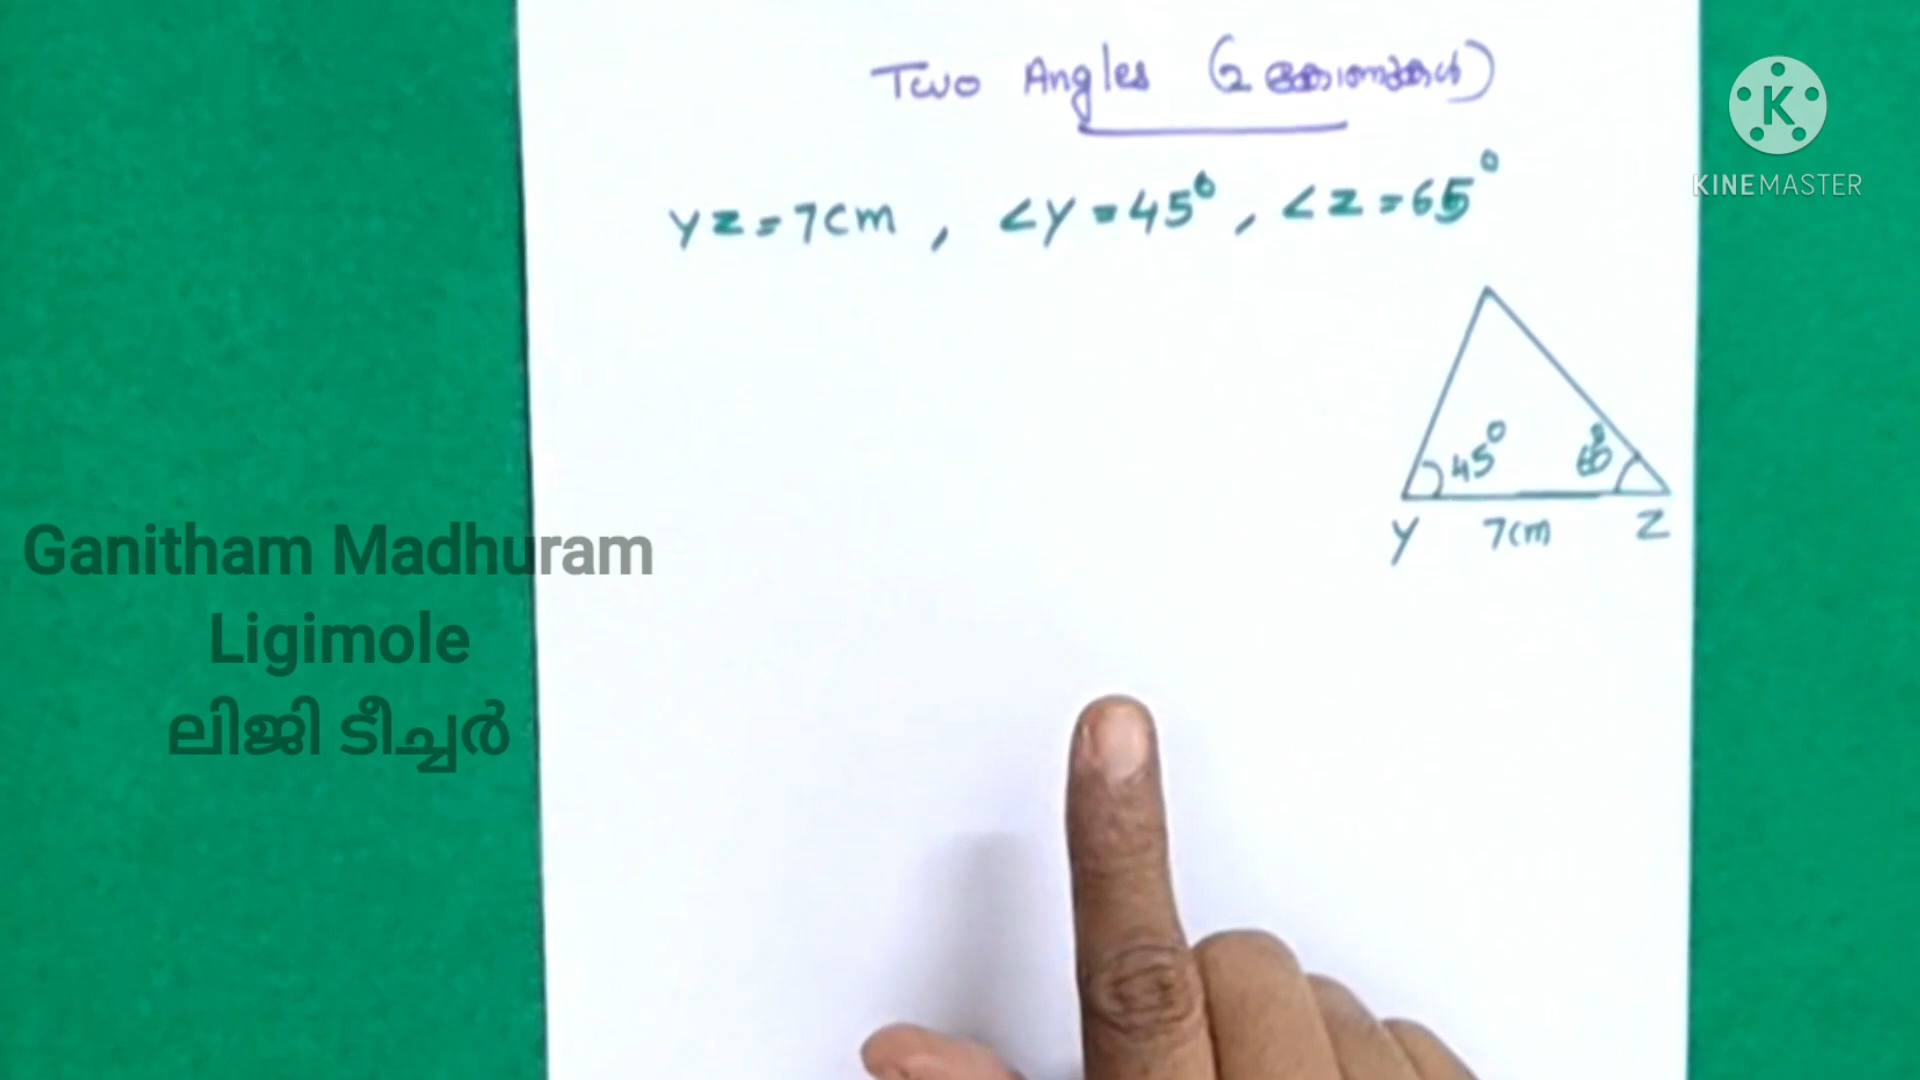 Two Angles (2 കോണുകൾ)
YZ = 7cm , ∠Y = 45° , ∠Z = 65°
45°
Y 7cm Z
K
KINEMASTER
Ganitham Madhuram
Ligimole
ലിജി ടീച്ചർ